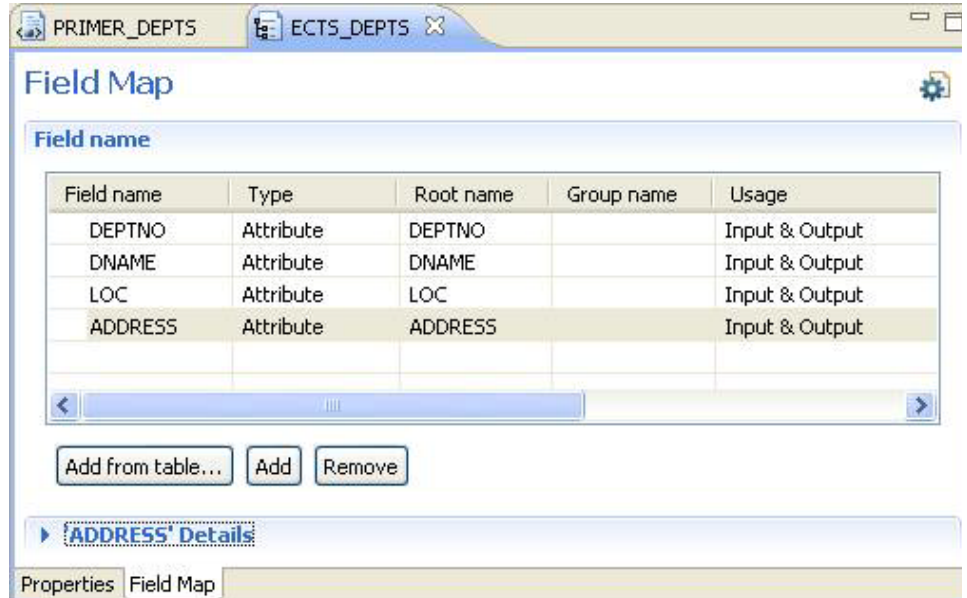 PRIMER_DEPTS ECTS_DEPTS
Field Map
Field name
Field name Type Root name Group name Usage
DEPTNO Attribute DEPTNO Input & Output
DNAME Attribute DNAME Input & Output
LOC Attribute LOC Input & Output
ADDRESS Attribute ADDRESS Input & Output
Add from table... Add Remove
'ADDRESS' Details
Properties Field Map